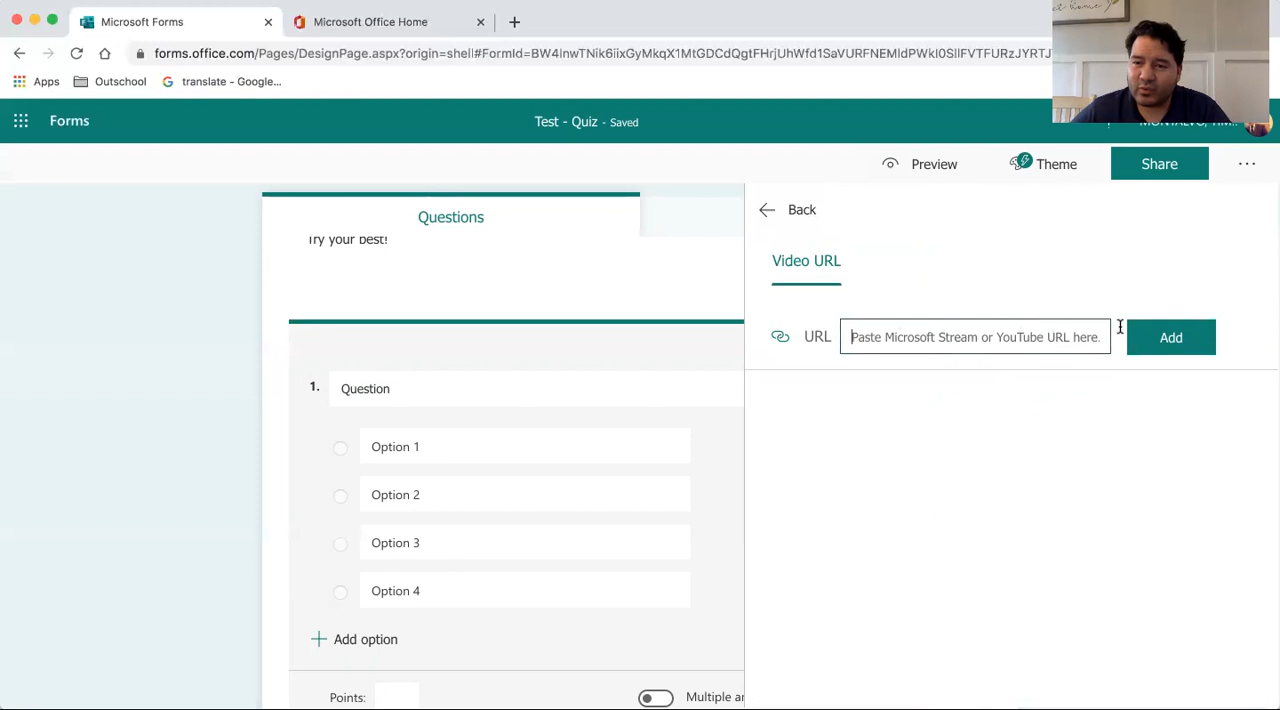 Microsoft Forms
Microsoft Office Home
forms.office.com/Pages/DesignPage.aspx?origin=shell#FormId=
Apps
Outschool
translate - Google...
Forms
Test - Quiz - Saved
Preview
Theme
Share
Questions
Try your best!
Back
Video URL
URL
Paste Microsoft Stream or YouTube URL here.
Add
1.
Question
Option 1
Option 2
Option 3
Option 4
Add option
Points:
Multiple